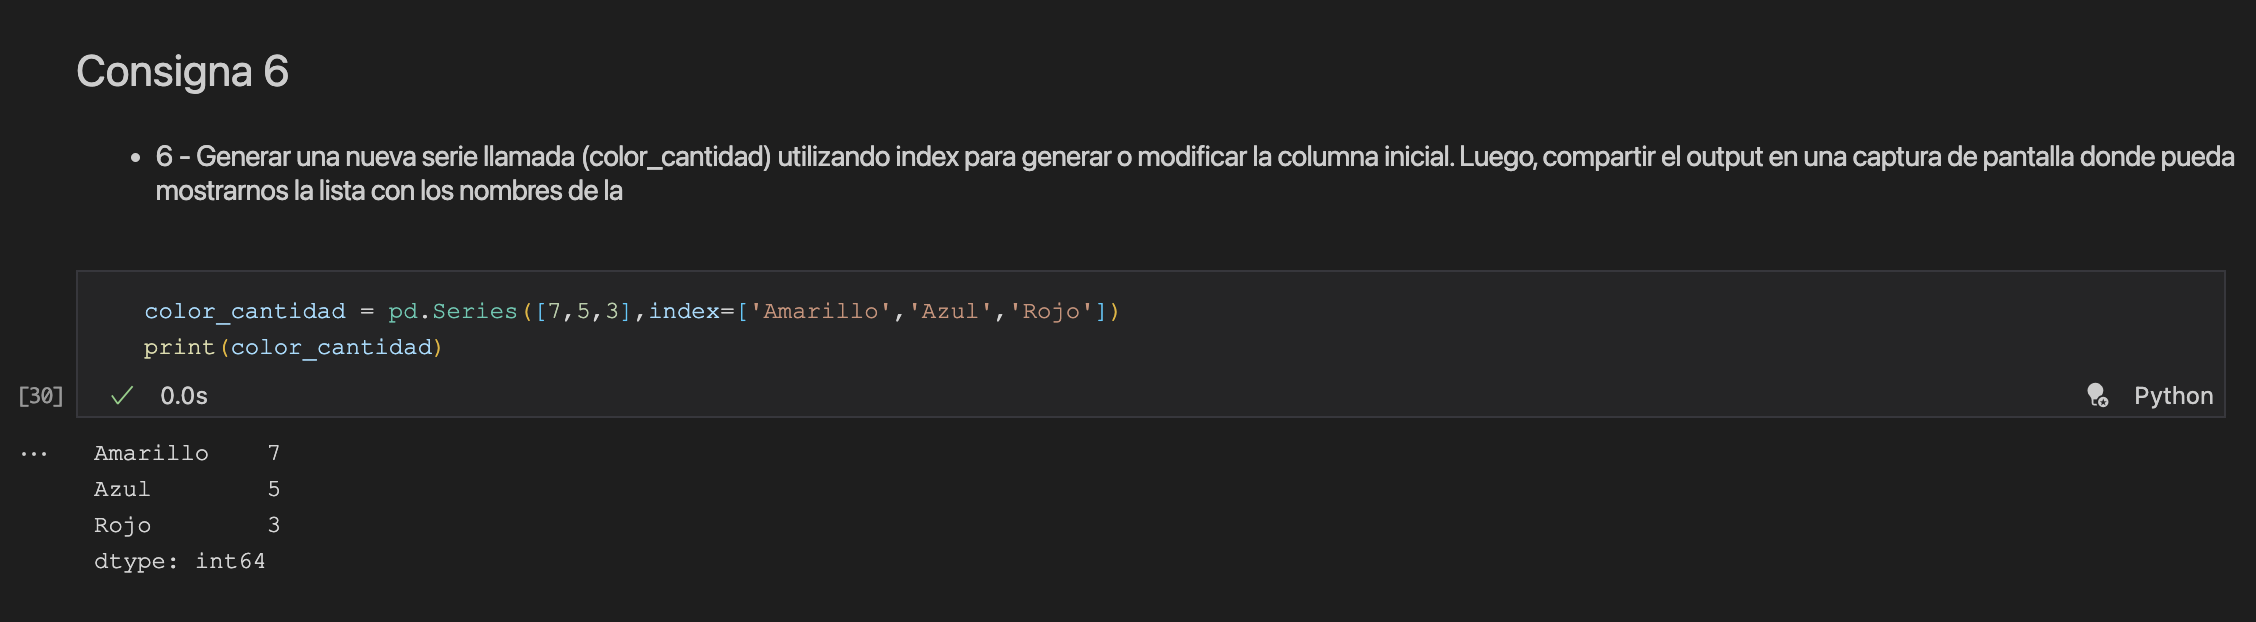 Consigna 6
• 6 - Generar una nueva serie llamada (color_cantidad) utilizando index para generar o modificar la columna inicial. Luego, compartir el output en una captura de pantalla donde pueda
mostrarnos la lista con los nombres de la
color_cantidad = pd.Series([7,5,3],index=['Amarillo','Azul','Rojo'])
print(color_cantidad)
[30] ✓ 0.0s Python
... Amarillo 7
Azul 5
Rojo 3
dtype: int64